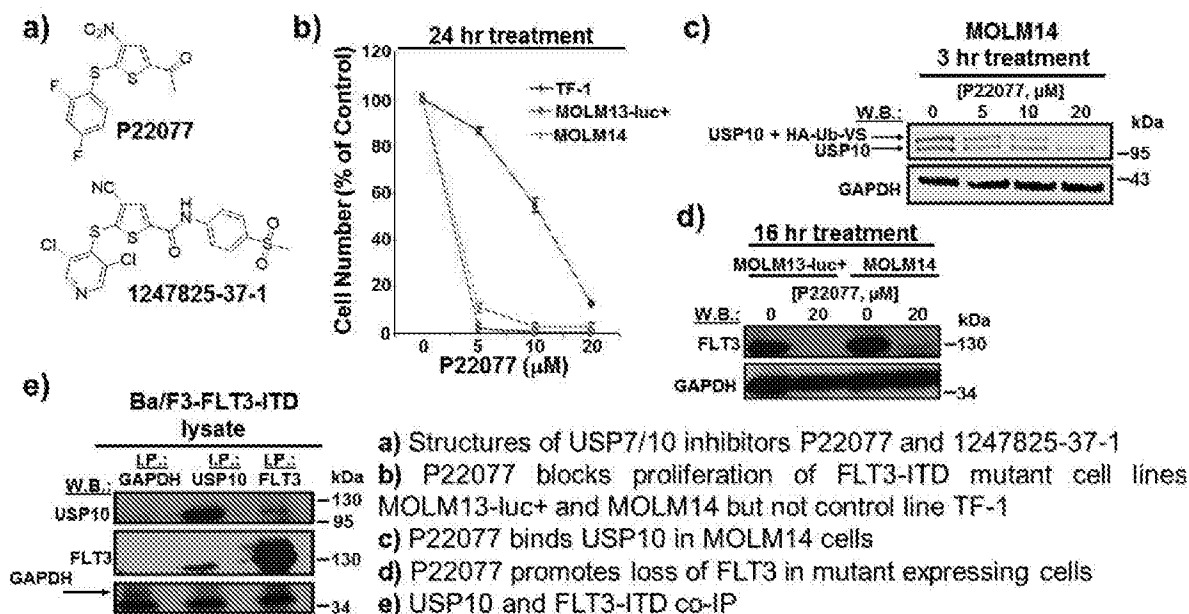 a)
O₂N
S
S
O
F
F
P22077
NC
S
S
H
N
O
S
O
O
Cl
Cl
N
1247825-37-1
b)
24 hr treatment
Cell Number (% of Control)
120
100
80
60
40
20
0
TF-1
MOLM13-luc+
MOLM14
0 5 10 20
P22077 (µM)
c)
MOLM14
3 hr treatment
[P22077, µM]
W.B.: 0 5 10 20 kDa
USP10 + HA-Ub-VS
USP10 –95
GAPDH –43
d)
16 hr treatment
MOLM13-luc+ MOLM14
[P22077, µM]
W.B.: 0 20 0 20 kDa
FLT3 –130
GAPDH –34
e)
Ba/F3-FLT3-ITD
lysate
I.P.: I.P.: I.P.:
W.B.: GAPDH USP10 FLT3 kDa
USP10 –130
–95
FLT3 –130
GAPDH –34
a) Structures of USP7/10 inhibitors P22077 and 1247825-37-1
b) P22077 blocks proliferation of FLT3-ITD mutant cell lines
MOLM13-luc+ and MOLM14 but not control line TF-1
c) P22077 binds USP10 in MOLM14 cells
d) P22077 promotes loss of FLT3 in mutant expressing cells
e) USP10 and FLT3-ITD co-IP